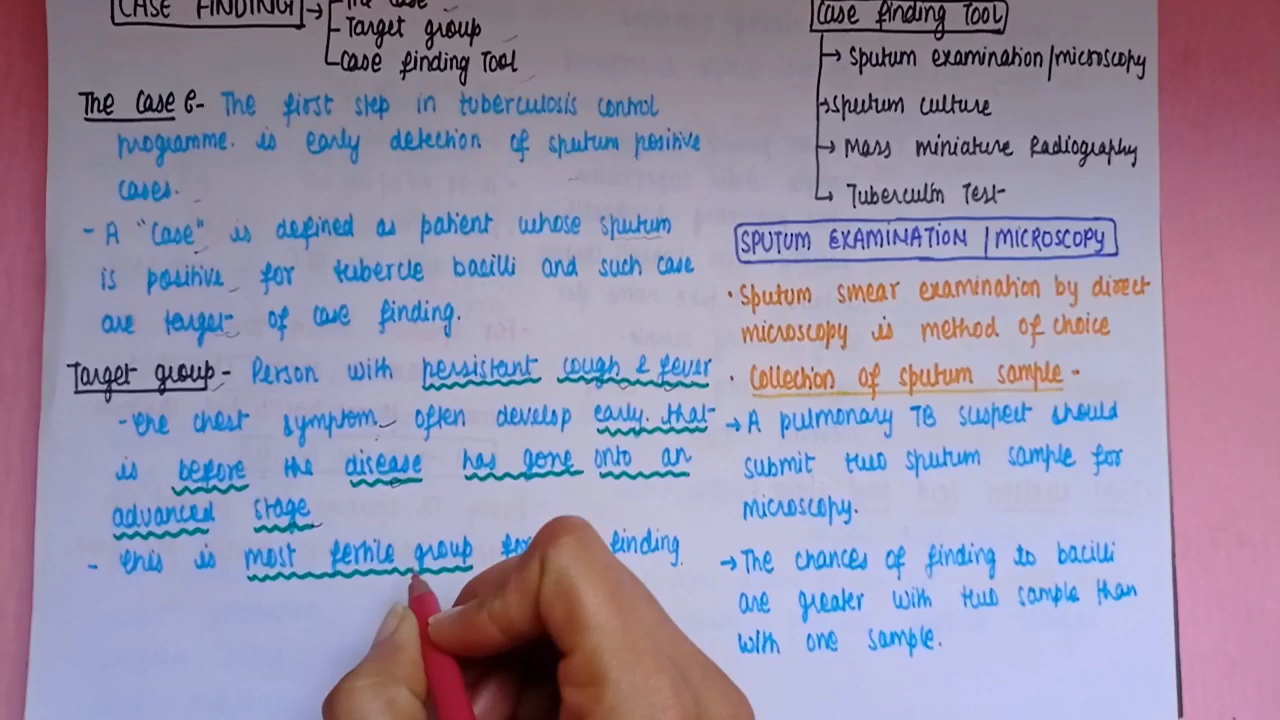 CASE FINDING →
The Case
Target group
Case finding Tool
The Case :- The first step in tuberculosis control
programme. is early detection of sputum positive
cases.
- A "Case" is defined as patient whose sputum
is positive for tubercle bacilli and such case
are target of case finding.
Target group - Person with persistant cough & fever
- the chest symptom often develop early. that
is before the disease has gone onto an
advanced stage
- this is most fertile group finding.
Case finding Tool
→ Sputum examination/microscopy
→ Sputum culture
→ Mass miniature Radiography
→ Tuberculin Test
SPUTUM EXAMINATION / MICROSCOPY
• Sputum smear examination by direct
microscopy is method of choice
• Collection of sputum sample -
→ A pulmonary TB suspect should
submit two sputum sample for
microscopy.
→ The chances of finding to bacilli
are greater with two sample than
with one sample.